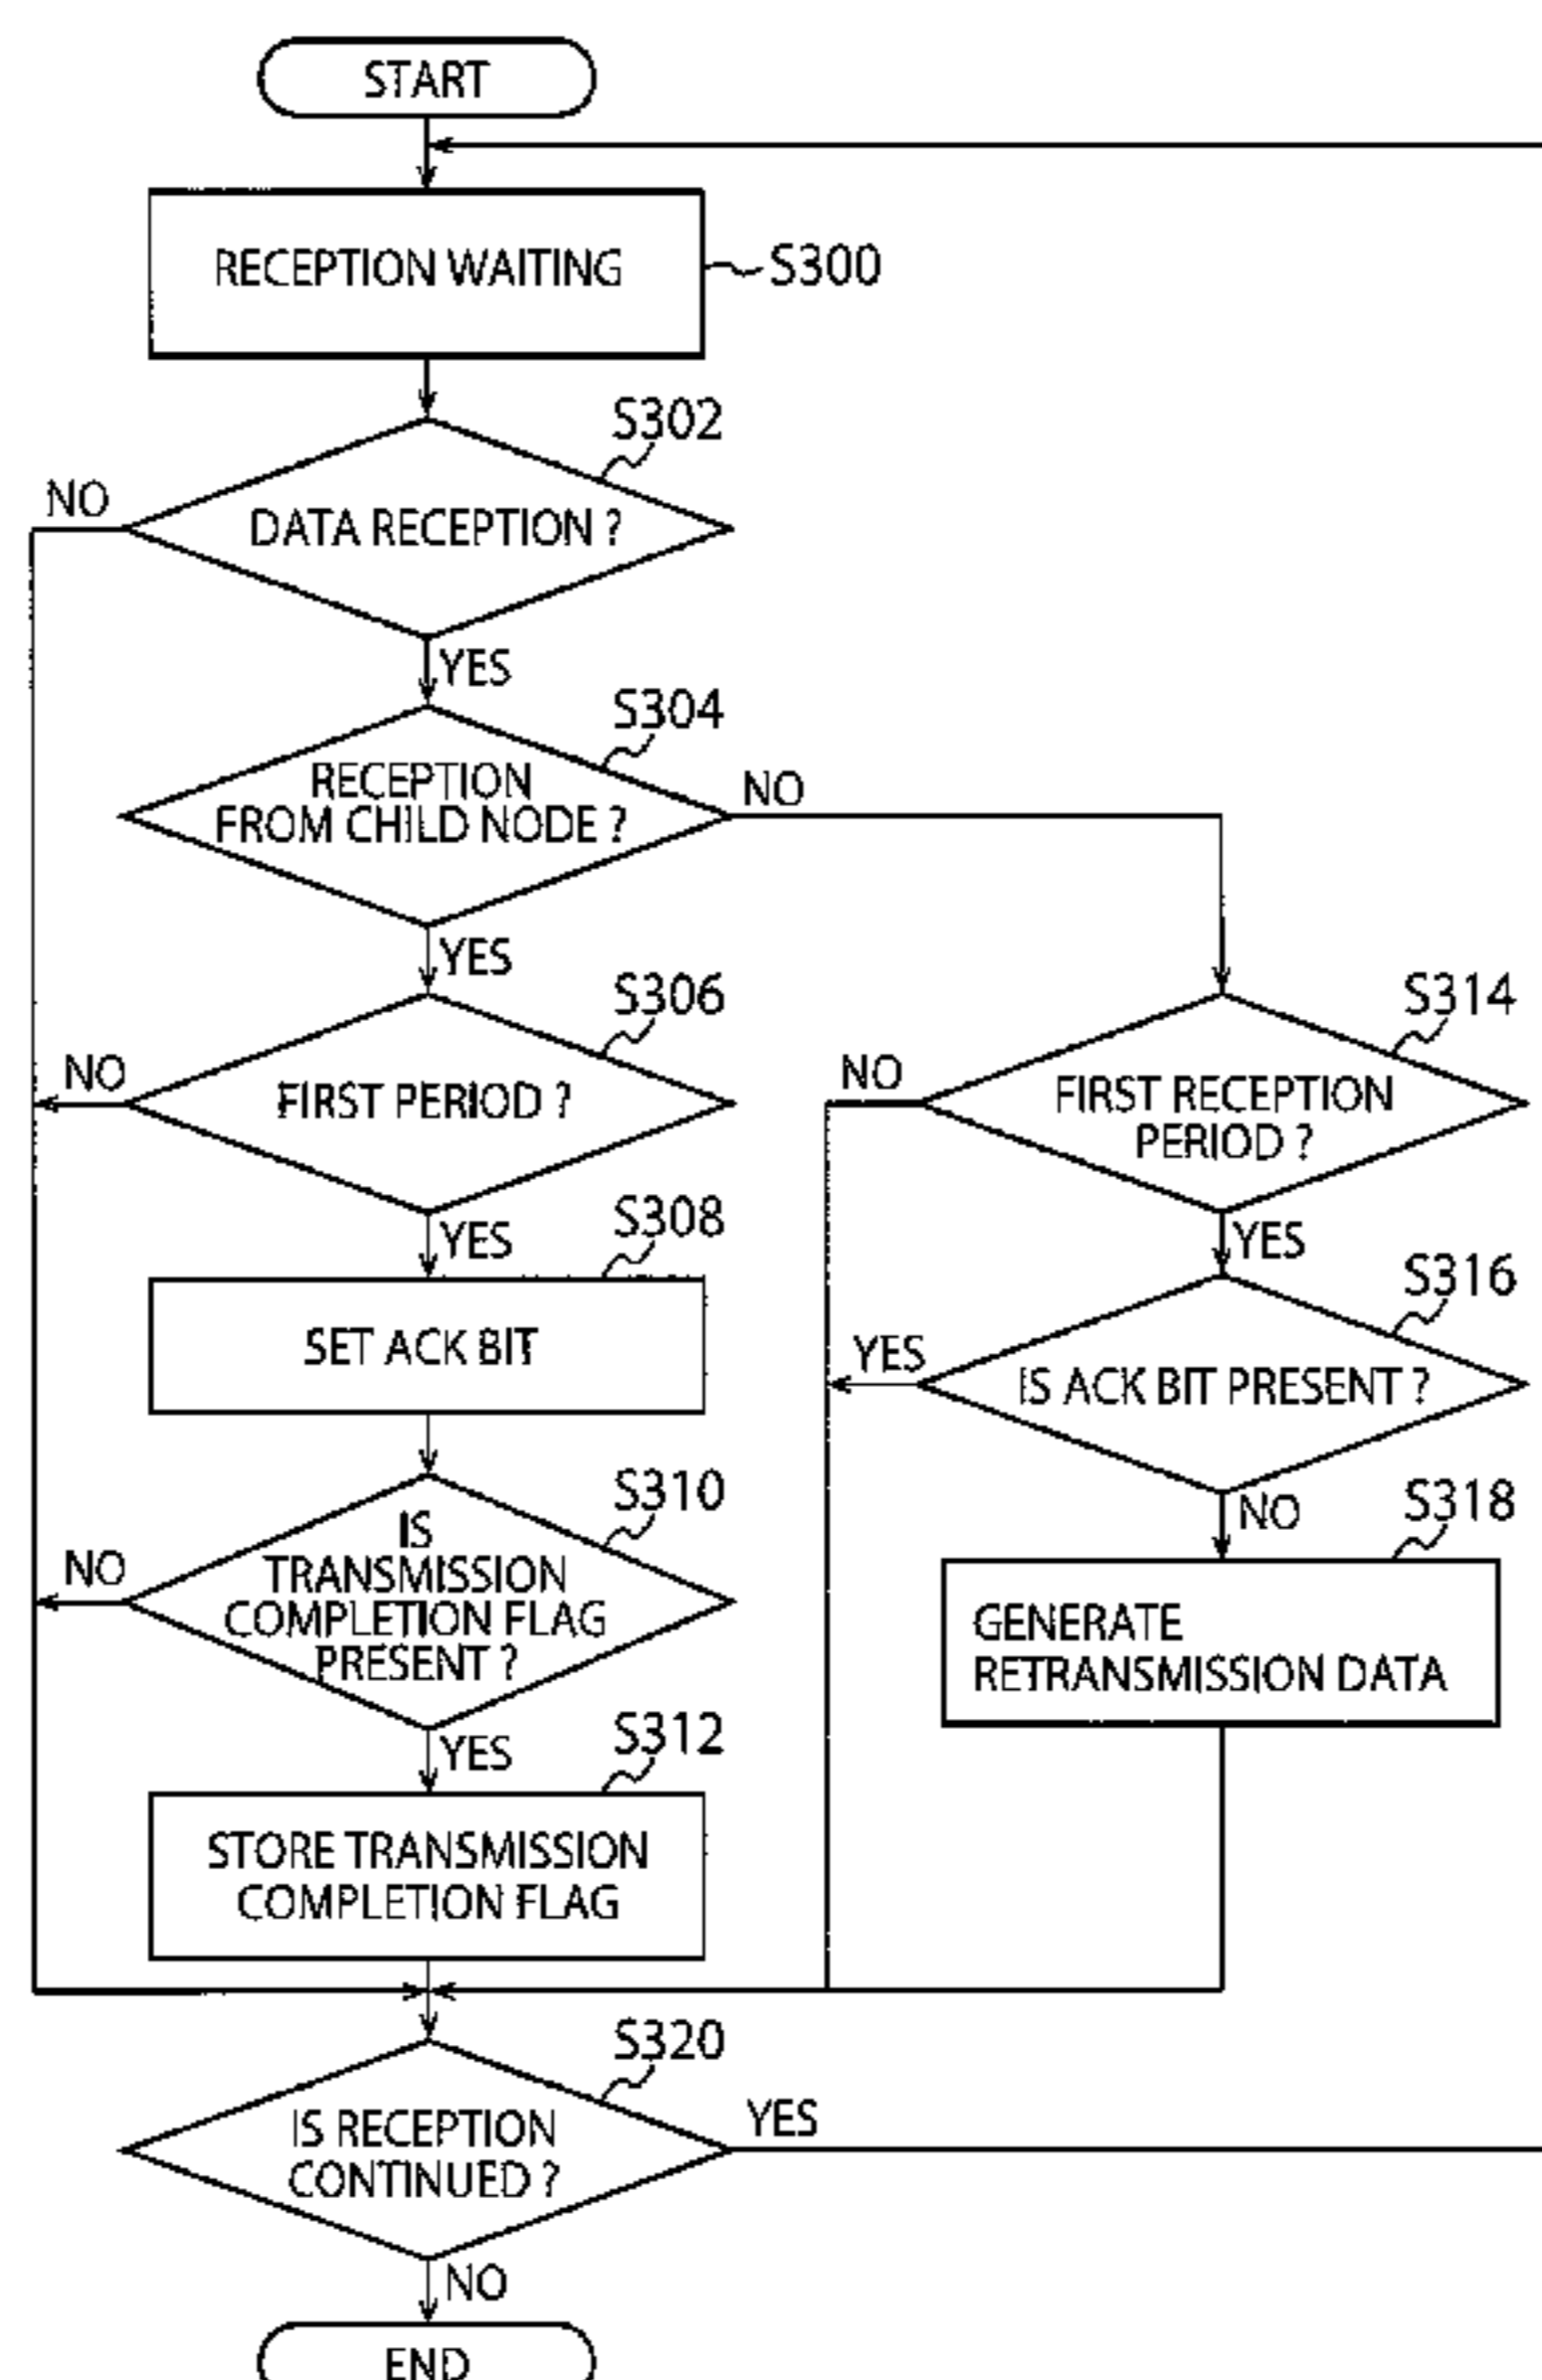 START
RECEPTION WAITING
S300
S302
NO
DATA RECEPTION ?
YES
S304
RECEPTION
FROM CHILD NODE ?
NO
YES
S306
NO
FIRST PERIOD ?
YES
S314
NO
FIRST RECEPTION
PERIOD ?
YES
S308
SET ACK BIT
S316
YES
IS ACK BIT PRESENT ?
NO
S310
NO
IS
TRANSMISSION
COMPLETION FLAG
PRESENT ?
YES
S318
GENERATE
RETRANSMISSION DATA
S312
STORE TRANSMISSION
COMPLETION FLAG
S320
IS RECEPTION
CONTINUED ?
YES
NO
END